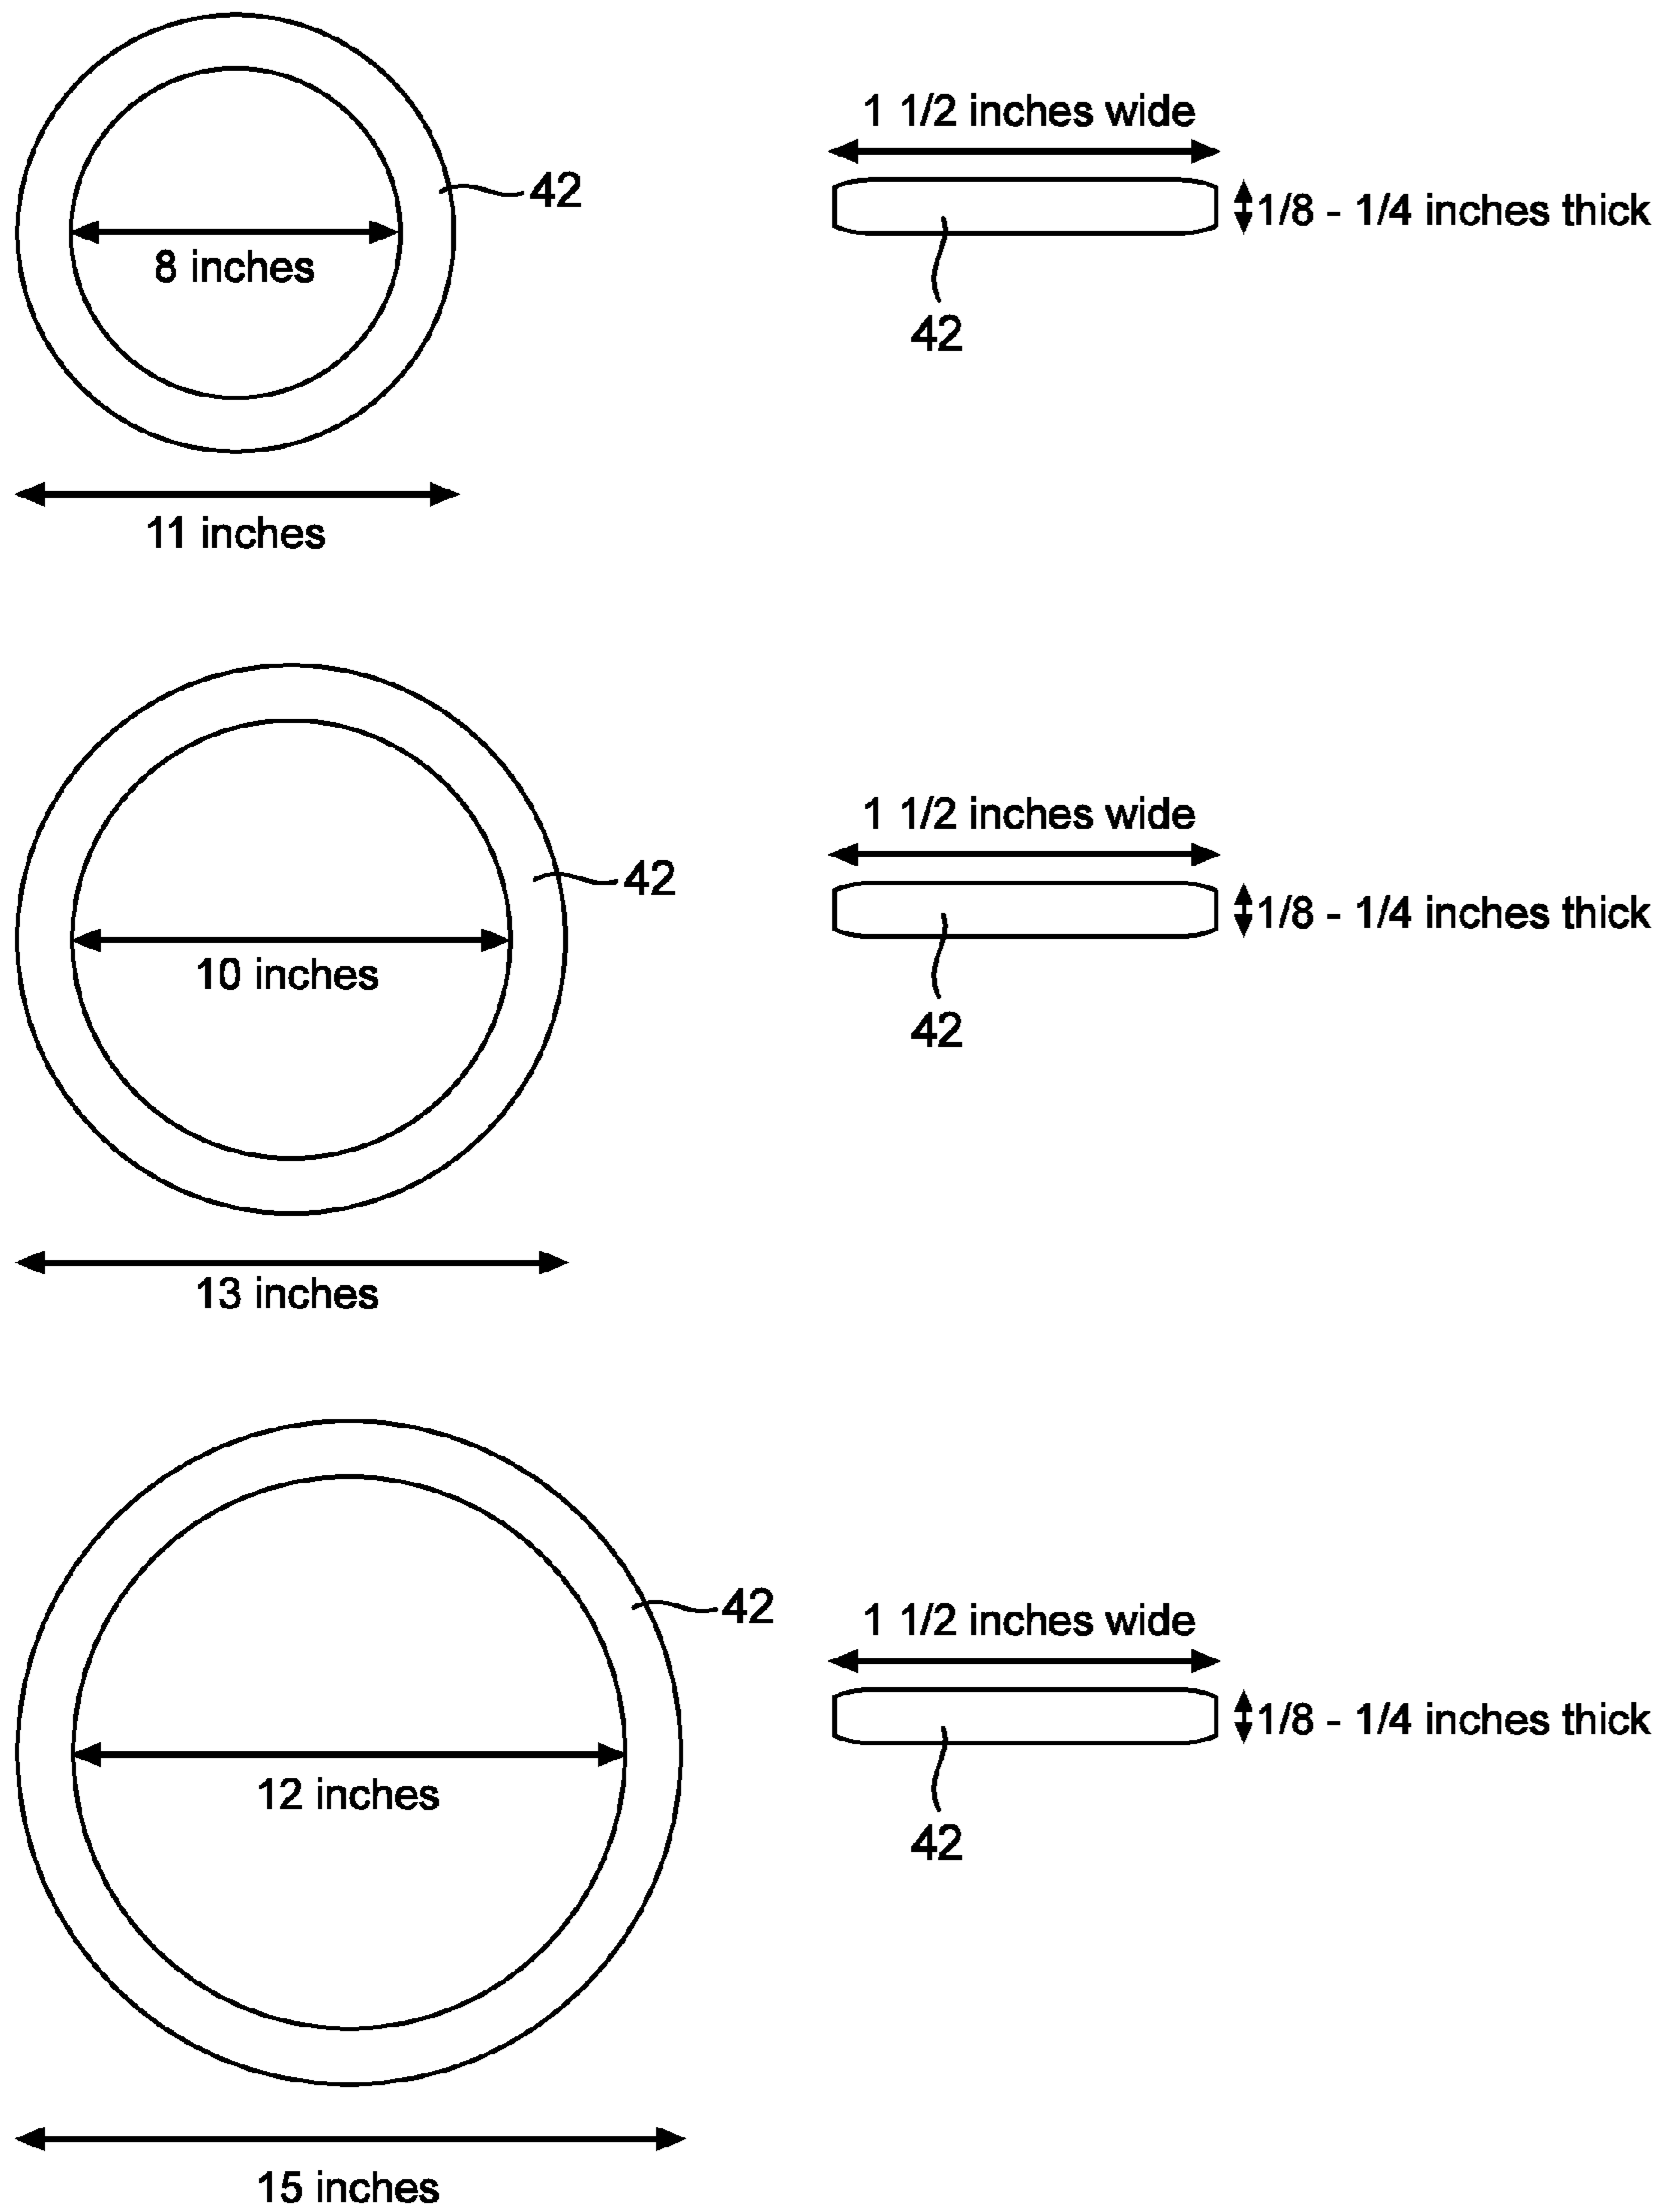 1 1/2 inches wide
42
1/8 - 1/4 inches thick
8 inches
42
11 inches
1 1/2 inches wide
42
1/8 - 1/4 inches thick
10 inches
42
13 inches
1 1/2 inches wide
42
1/8 - 1/4 inches thick
12 inches
42
15 inches